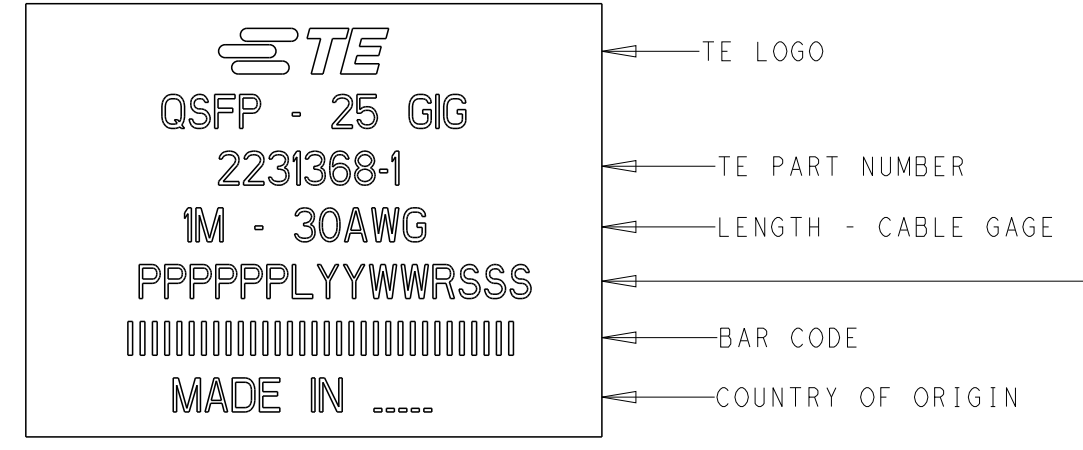 TE TE LOGO
QSFP - 25 GIG
2231368-1 TE PART NUMBER
1M - 30AWG LENGTH - CABLE GAGE
PPPPPPLYYWWRSSS
BAR CODE
MADE IN ..... COUNTRY OF ORIGIN